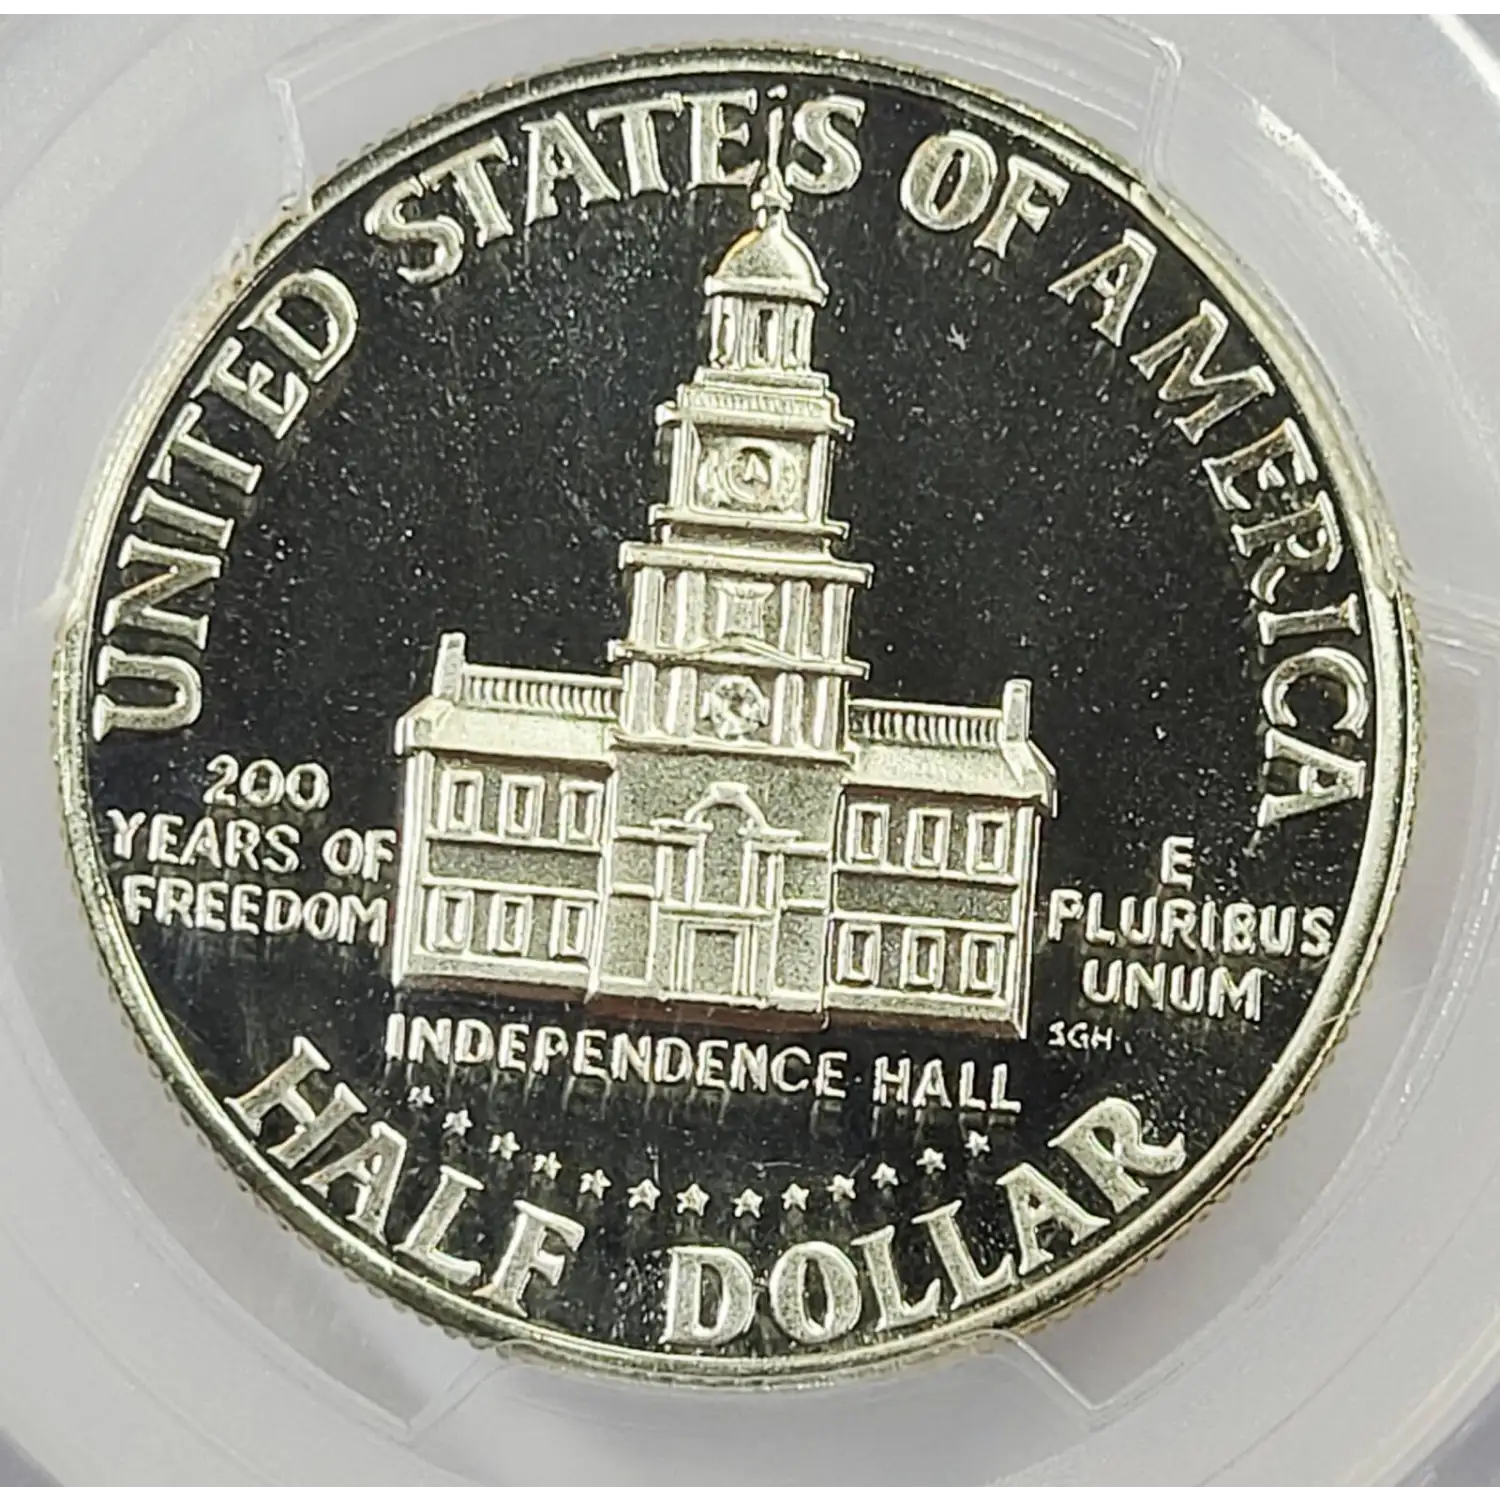 UNITED STATES OF AMERICA
200
YEARS OF
FREEDOM
E
PLURIBUS
UNUM
SGH
INDEPENDENCE HALL
HALF DOLLAR